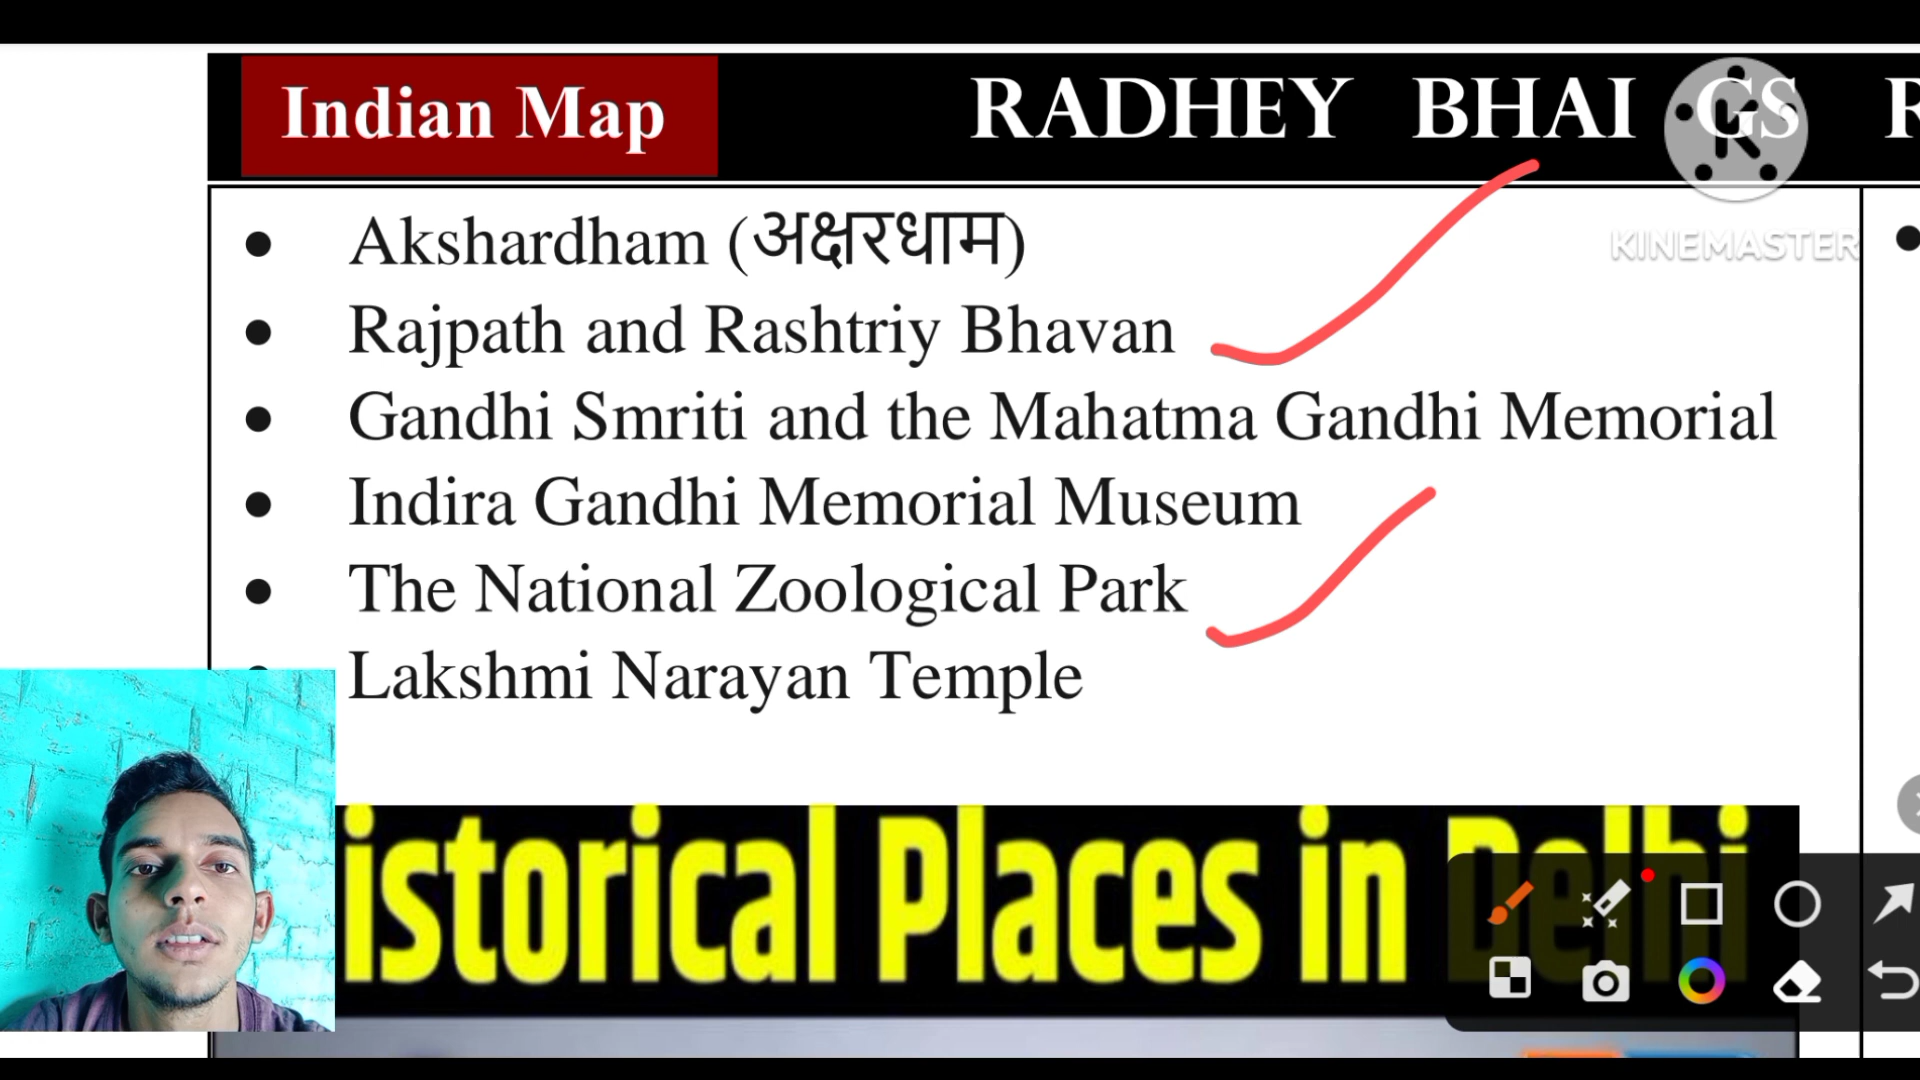 Indian Map
RADHEY BHAI GS
KINEMASTER
Akshardham (अक्षरधाम)
Rajpath and Rashtriy Bhavan
Gandhi Smriti and the Mahatma Gandhi Memorial
Indira Gandhi Memorial Museum
The National Zoological Park
Lakshmi Narayan Temple
istorical Places in Delhi